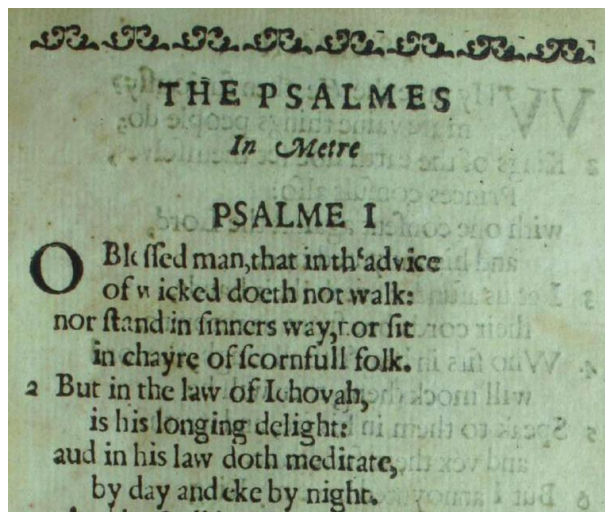 THE PSALMES
In Metre
PSALME I
O Blessed man, that in th'advice
of wicked doeth not walk:
nor stand in sinners way, nor sit
in chayre of scornfull folk.
2 But in the law of Iehovah,
is his longing delight:
aud in his law doth meditate,
by day and eke by night.